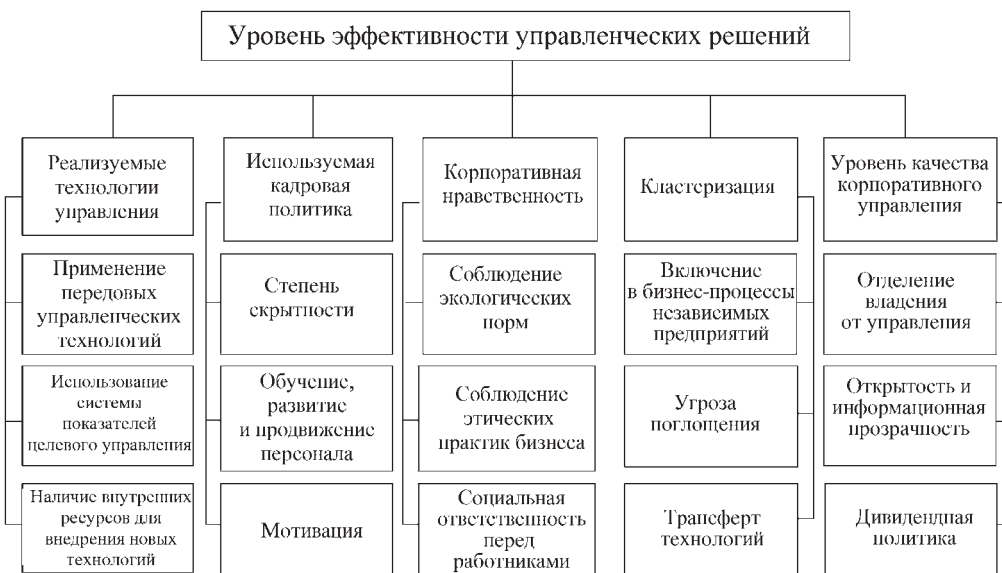 Уровень эффективности управленческих решений
Реализуемые
технологии
управления
Используемая
кадровая
политика
Корпоративная
нравственность
Кластеризация
Уровень качества
корпоративного
управления
Применение
передовых
управленческих
технологий
Степень
скрытности
Соблюдение
экологических
норм
Включение
в бизнес-процессы
независимых
предприятий
Отделение
владения
от управления
Использование
системы
показателей
целевого управления
Обучение,
развитие
и продвижение
персонала
Соблюдение
этических
практик бизнеса
Угроза
поглощения
Открытость и
информационная
прозрачность
Наличие внутренних
ресурсов для
внедрения новых
технологий
Мотивация
Социальная
ответственность
перед
работниками
Трансферт
технологий
Дивидендная
политика